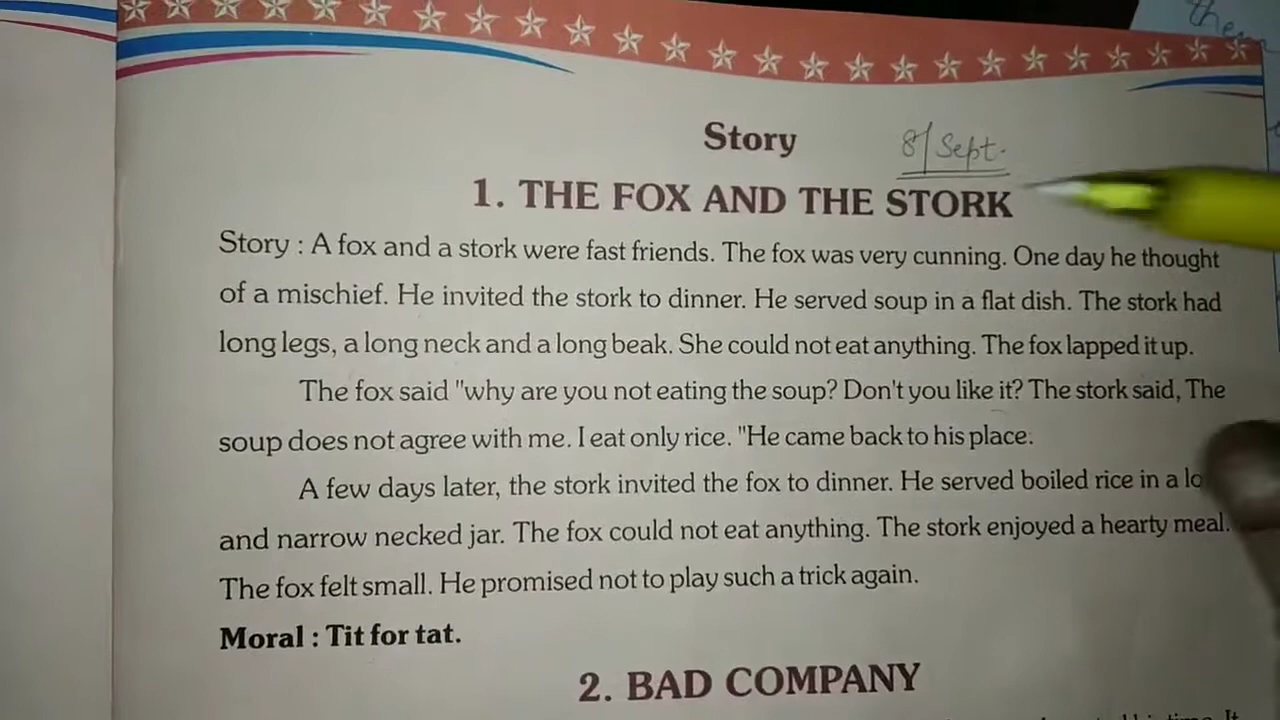 them
Story
8/Sept.
1. THE FOX AND THE STORK
Story : A fox and a stork were fast friends. The fox was very cunning. One day he thought
of a mischief. He invited the stork to dinner. He served soup in a flat dish. The stork had
long legs, a long neck and a long beak. She could not eat anything. The fox lapped it up.
The fox said "why are you not eating the soup? Don't you like it? The stork said, The
soup does not agree with me. I eat only rice. "He came back to his place.
A few days later, the stork invited the fox to dinner. He served boiled rice in a
and narrow necked jar. The fox could not eat anything. The stork enjoyed a hearty meal.
The fox felt small. He promised not to play such a trick again.
Moral : Tit for tat.
2. BAD COMPANY